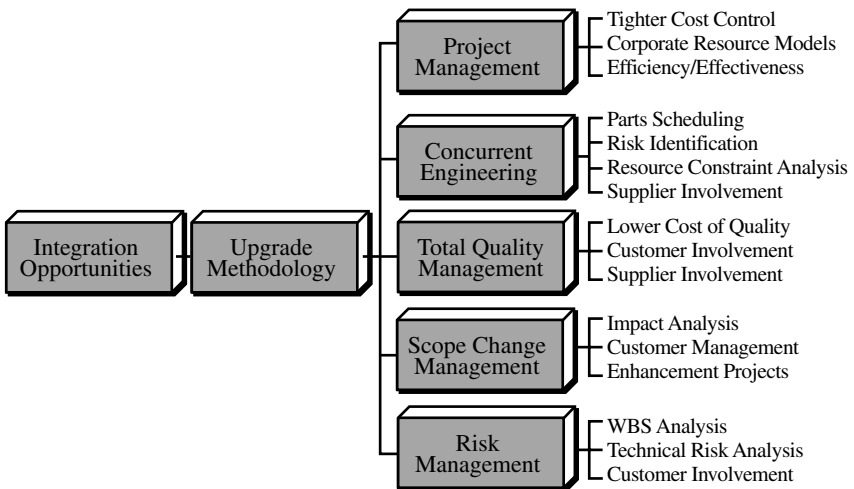 Integration
Opportunities
Upgrade
Methodology
Project
Management
Tighter Cost Control
Corporate Resource Models
Efficiency/Effectiveness
Concurrent
Engineering
Parts Scheduling
Risk Identification
Resource Constraint Analysis
Supplier Involvement
Total Quality
Management
Lower Cost of Quality
Customer Involvement
Supplier Involvement
Scope Change
Management
Impact Analysis
Customer Management
Enhancement Projects
Risk
Management
WBS Analysis
Technical Risk Analysis
Customer Involvement